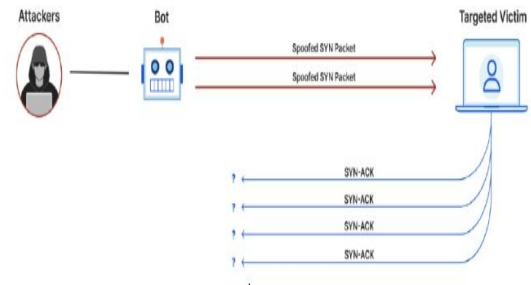 Attackers
Bot
Targeted Victim
Spoofed SYN Packet
Spoofed SYN Packet
SYN-ACK
?
SYN-ACK
?
SYN-ACK
?
SYN-ACK
?